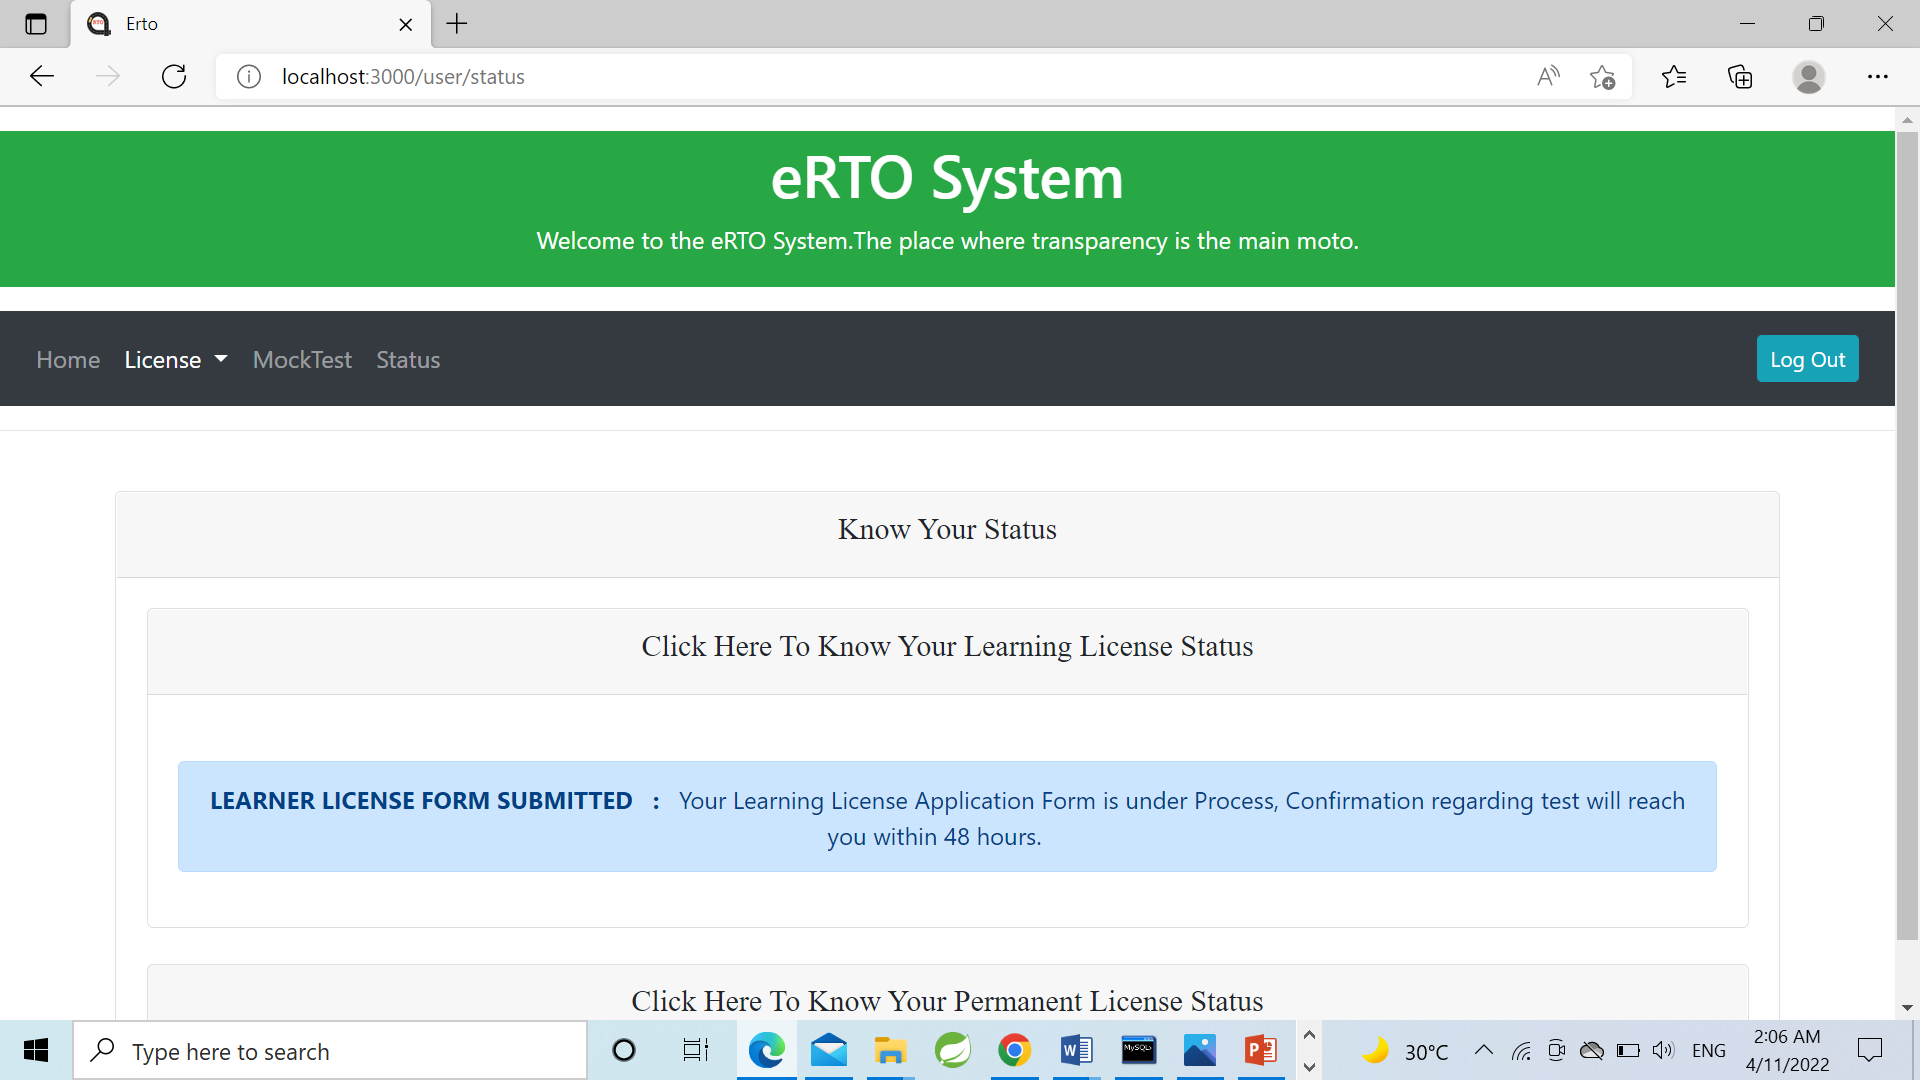 Erto
localhost:3000/user/status
eRTO System
Welcome to the eRTO System.The place where transparency is the main moto.
Home License MockTest Status Log Out
Know Your Status
Click Here To Know Your Learning License Status
LEARNER LICENSE FORM SUBMITTED : Your Learning License Application Form is under Process, Confirmation regarding test will reach
you within 48 hours.
Click Here To Know Your Permanent License Status
Type here to search
MySQL
30°C
ENG
2:06 AM
4/11/2022